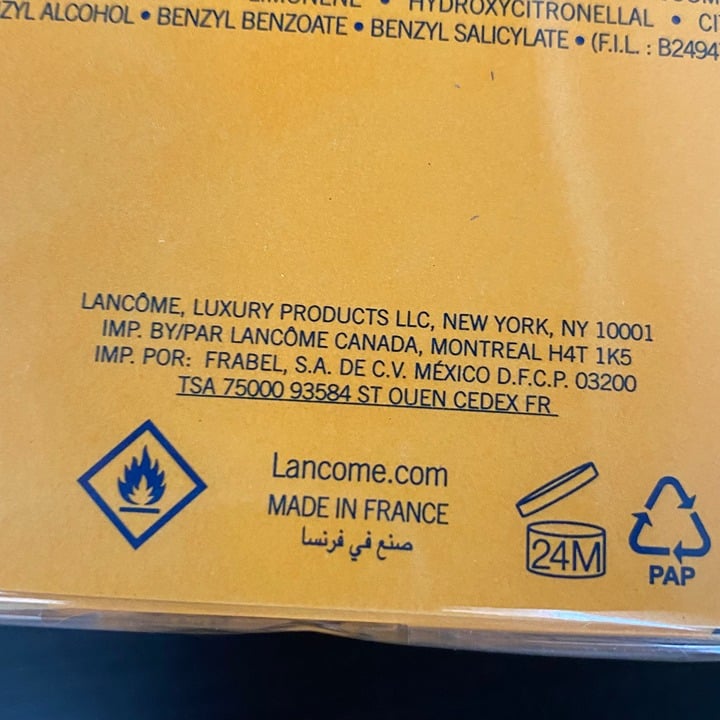 HYDROXYCITRONELLAL •
ALCOHOL • BENZYL BENZOATE • BENZYL SALICYLATE • (F.I.L. : B2494
LANCÔME, LUXURY PRODUCTS LLC, NEW YORK, NY 10001
IMP. BY/PAR LANCÔME CANADA, MONTREAL H4T 1K5
IMP. POR: FRABEL, S.A. DE C.V. MÉXICO D.F.C.P. 03200
TSA 75000 93584 ST OUEN CEDEX FR
Lancome.com
MADE IN FRANCE
صنع في فرنسا
24M
PAP